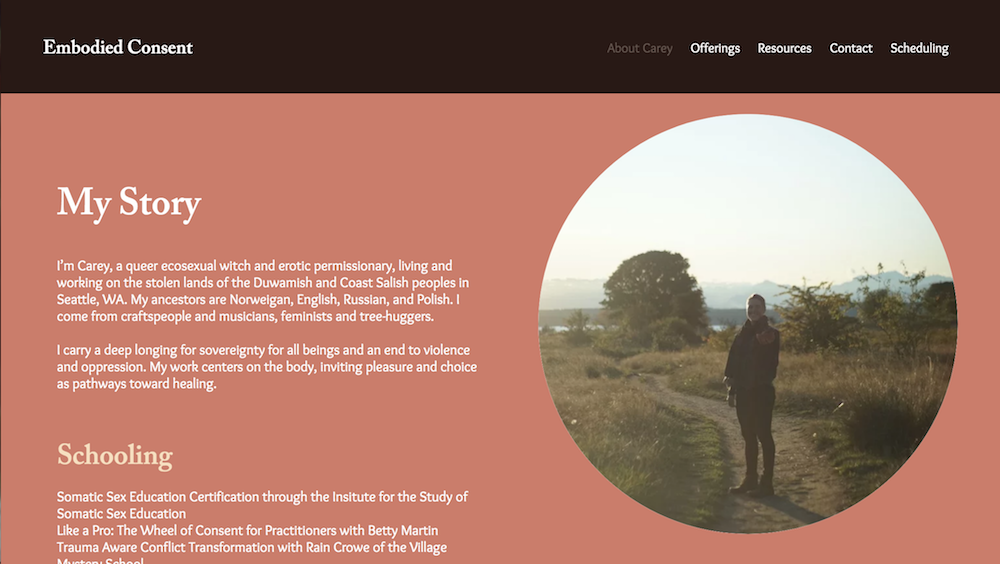 Embodied Consent
About Carey Offerings Resources Contact Scheduling
My Story
I'm Carey, a queer ecosexual witch and erotic permissionary, living and
working on the stolen lands of the Duwamish and Coast Salish peoples in
Seattle, WA. My ancestors are Norweigan, English, Russian, and Polish. I
come from craftspeople and musicians, feminists and tree-huggers.
I carry a deep longing for sovereignty for all beings and an end to violence
and oppression. My work centers on the body, inviting pleasure and choice
as pathways toward healing.
Schooling
Somatic Sex Education Certification through the Insitute for the Study of
Somatic Sex Education
Like a Pro: The Wheel of Consent for Practitioners with Betty Martin
Trauma Aware Conflict Transformation with Rain Crowe of the Village
Mystery School